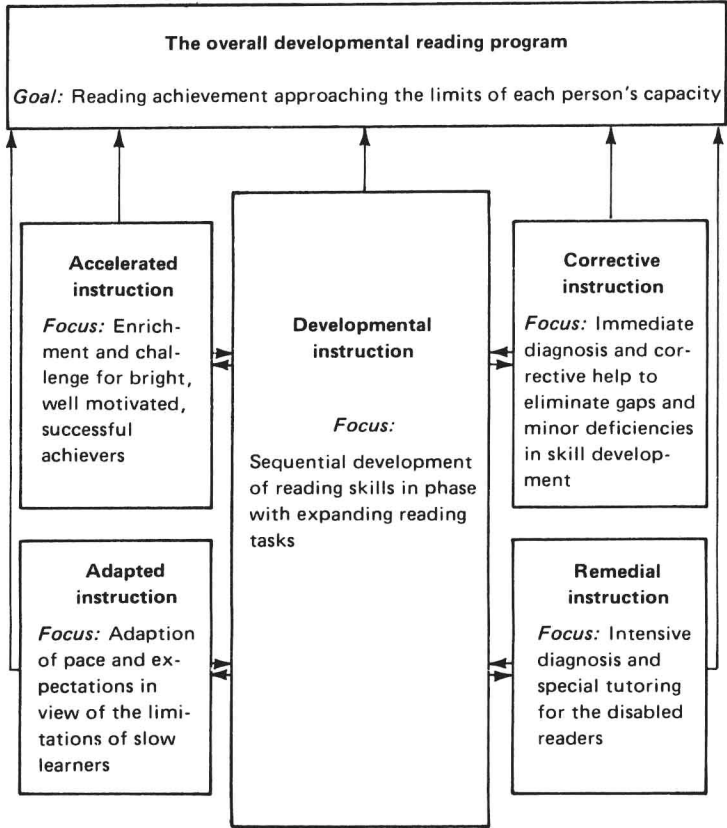 The overall developmental reading program
Goal: Reading achievement approaching the limits of each person's capacity
Accelerated
instruction
Focus: Enrich-
ment and chal-
lenge for bright,
well motivated,
successful
achievers
Adapted
instruction
Focus: Adaption
of pace and ex-
pectations in
view of the limi-
tations of slow
learners
Developmental
instruction
Focus:
Sequential development
of reading skills in phase
with expanding reading
tasks
Corrective
instruction
Focus: Immediate
diagnosis and cor-
rective help to
eliminate gaps and
minor deficiencies
in skill develop-
ment
Remedial
instruction
Focus: Intensive
diagnosis and
special tutoring
for the disabled
readers